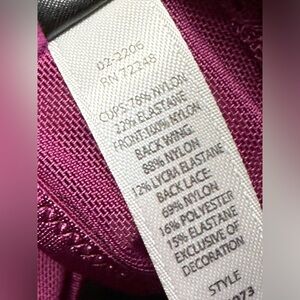 02-2206
RN 72245
CUPS: 78% NYLON
22% ELASTANE
FRONT:100% NYLON
BACK WING:
88% NYLON
12% LYCRA ELASTANE
BACK LACE:
69% NYLON
16% POLYESTER
15% ELASTANE
EXCLUSIVE OF
DECORATION
STYLE